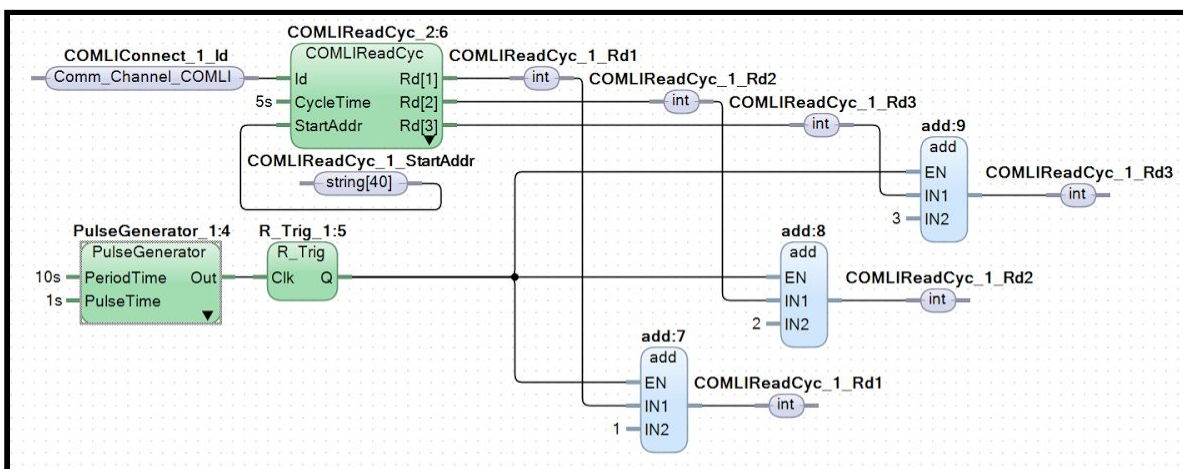 COMLIReadCyc_2:6
COMLIConnect_1_Id
COMLIReadCyc
COMLIReadCyc_1_Rd1
Comm_Channel_COMLI
Id
Rd[1]
int
COMLIReadCyc_1_Rd2
5s
CycleTime
Rd[2]
int
COMLIReadCyc_1_Rd3
StartAddr
Rd[3]
int
add:9
add
COMLIReadCyc_1_StartAddr
string[40]
EN
COMLIReadCyc_1_Rd3
IN1
int
3
IN2
PulseGenerator_1:4
R_Trig_1:5
add:8
PulseGenerator
R_Trig
add
10s
PeriodTime
Out
Clk
Q
EN
COMLIReadCyc_1_Rd2
1s
PulseTime
IN1
int
2
IN2
add:7
add
EN
COMLIReadCyc_1_Rd1
IN1
int
1
IN2